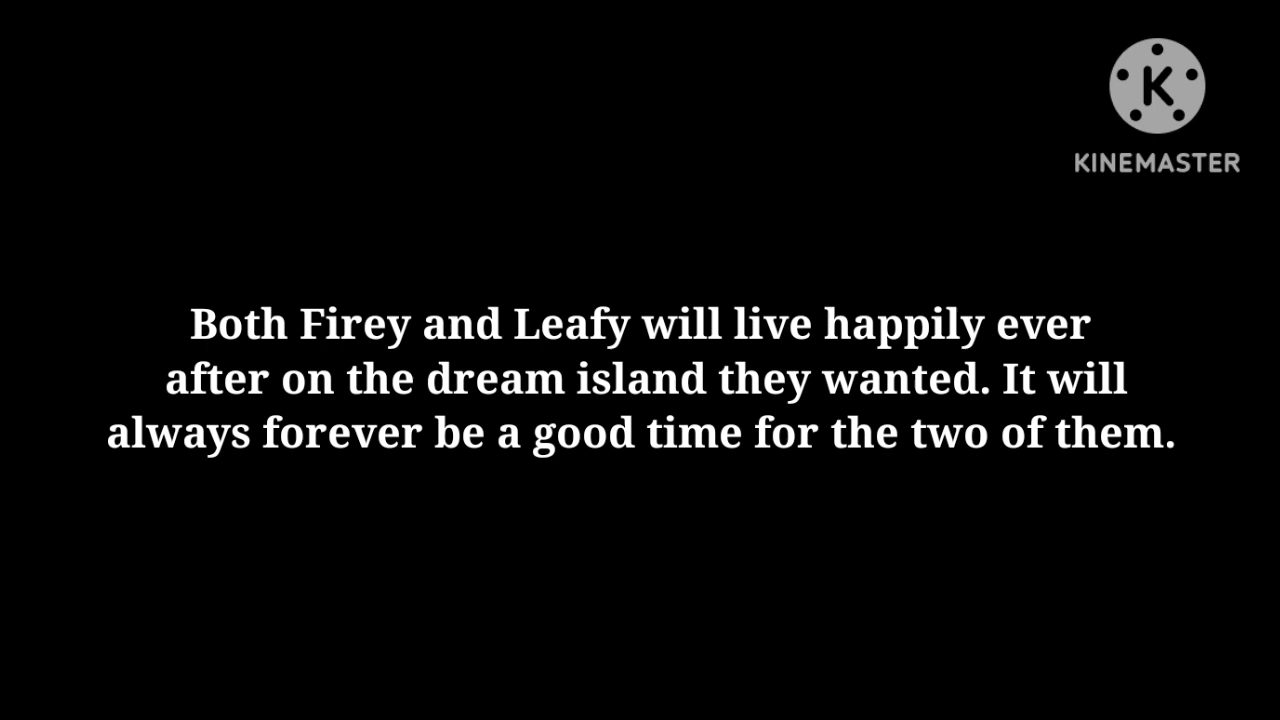 K
KINEMASTER
Both Firey and Leafy will live happily ever
after on the dream island they wanted. It will
always forever be a good time for the two of them.